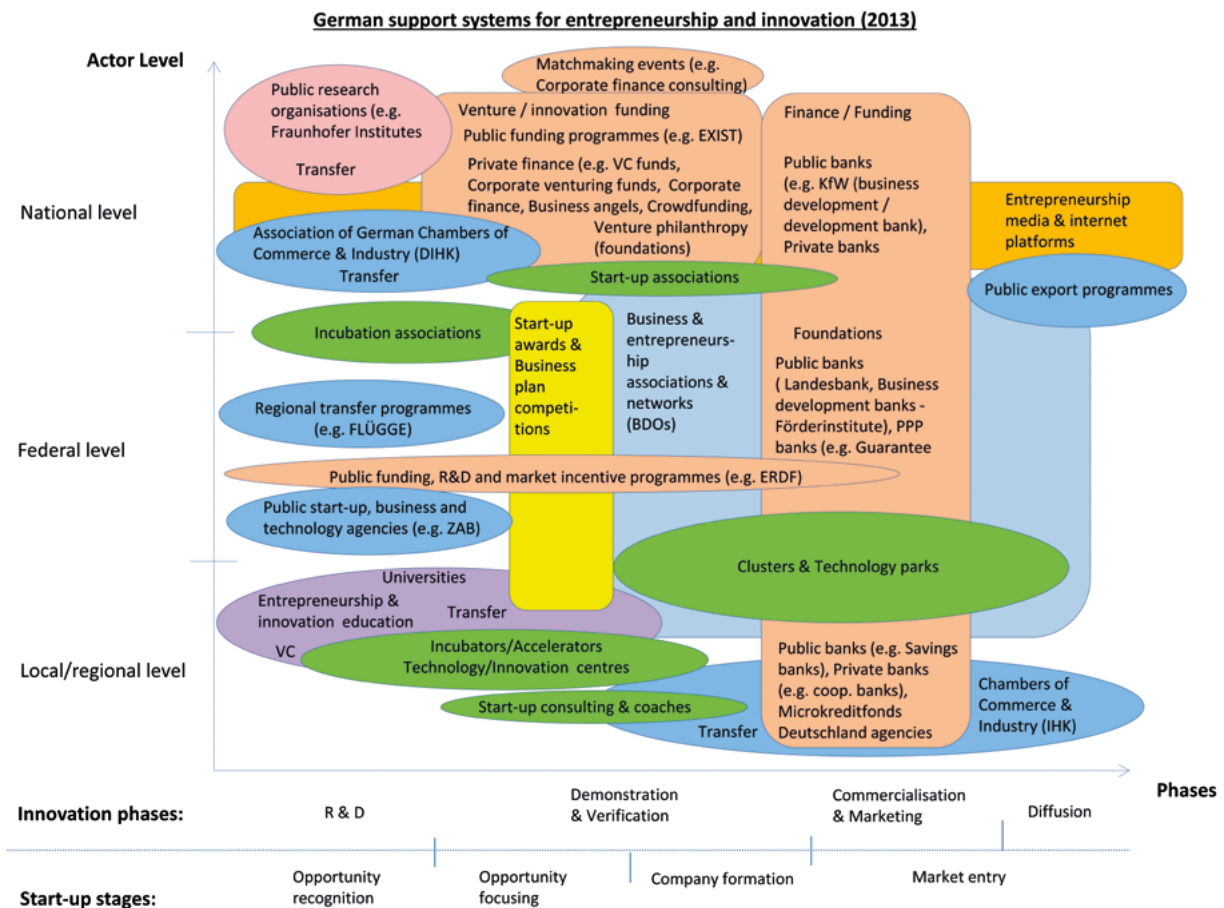 German support systems for entrepreneurship and innovation (2013)
Actor Level
Matchmaking events (e.g.
Corporate finance consulting)
Public research
organisations (e.g.
Fraunhofer Institutes
Transfer
Venture / innovation funding
Public funding programmes (e.g. EXIST)
Private finance (e.g. VC funds,
Corporate venturing funds, Corporate
finance, Business angels, Crowdfunding,
Venture philanthropy
(foundations)
Finance / Funding
Public banks
(e.g. KfW (business
development /
development bank),
Private banks
National level
Entrepreneurship
media & internet
platforms
Association of German Chambers of
Commerce & Industry (DIHK)
Transfer
Start-up associations
Public export programmes
Incubation associations
Start-up
awards &
Business
plan
competi-
tions
Business &
entrepreneurs-
hip
associations &
networks
(BDOs)
Foundations
Public banks
( Landesbank, Business
development banks -
Förderinstitute), PPP
banks (e.g. Guarantee
Regional transfer programmes
(e.g. FLÜGGE)
Federal level
Public funding, R&D and market incentive programmes (e.g. ERDF)
Public start-up, business and
technology agencies (e.g. ZAB)
Clusters & Technology parks
Universities
Entrepreneurship &
innovation education
Transfer
VC
Incubators/Accelerators
Technology/Innovation centres
Local/regional level
Public banks (e.g. Savings
banks), Private banks
(e.g. coop. banks),
Microkreditfonds
Deutschland agencies
Chambers of
Commerce &
Industry (IHK)
Start-up consulting & coaches
Transfer
Phases
Innovation phases:
R & D
Demonstration
& Verification
Commercialisation
& Marketing
Diffusion
Start-up stages:
Opportunity
recognition
Opportunity
focusing
Company formation
Market entry